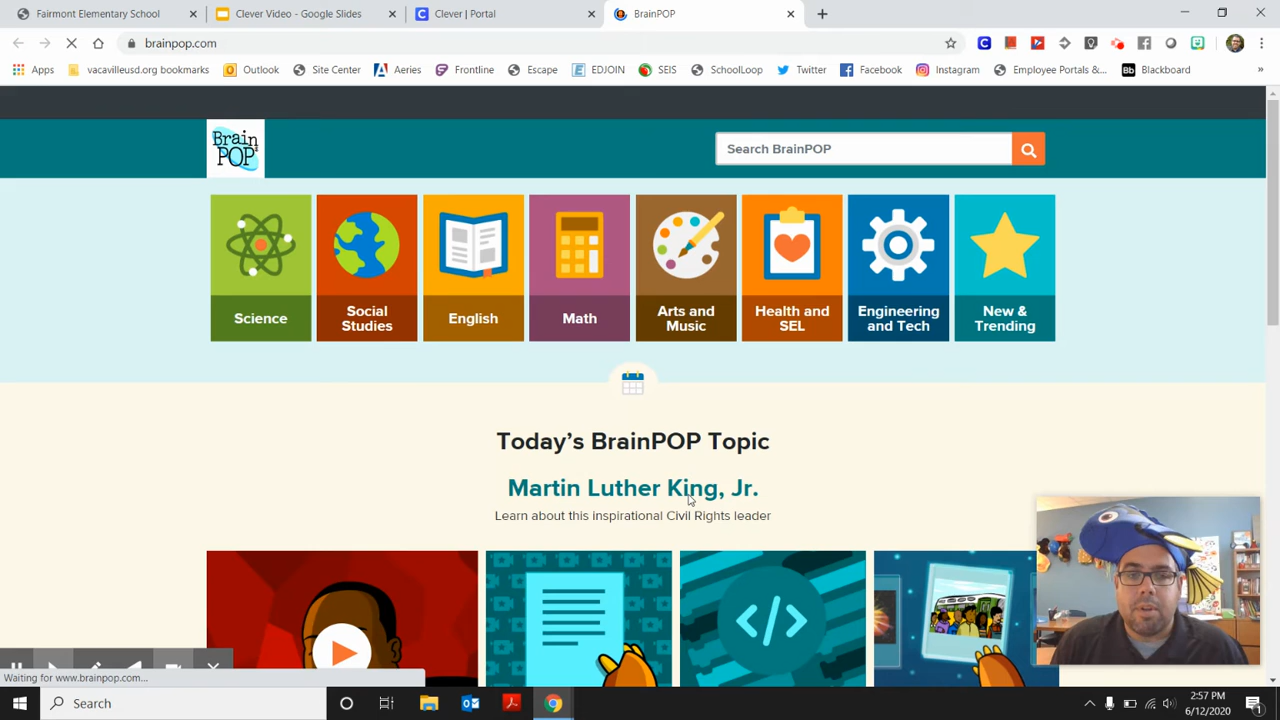 Fairmont Elementary School
Clever Video - Google Slides
Clever | Portal
BrainPOP
brainpop.com
Apps
vacavilleusd.org bookmarks
Outlook
Site Center
Aeries
Frontline
Escape
EDJOIN
SEIS
SchoolLoop
Twitter
Facebook
Instagram
Employee Portals &...
Bb
Blackboard
»
Brain
POP
Search BrainPOP
Science
Social
Studies
English
Math
Arts and
Music
Health and
SEL
Engineering
and Tech
New &
Trending
Today's BrainPOP Topic
Martin Luther King, Jr.
Learn about this inspirational Civil Rights leader
</>
Waiting for www.brainpop.com...
Search
2:57 PM
6/12/2020
1